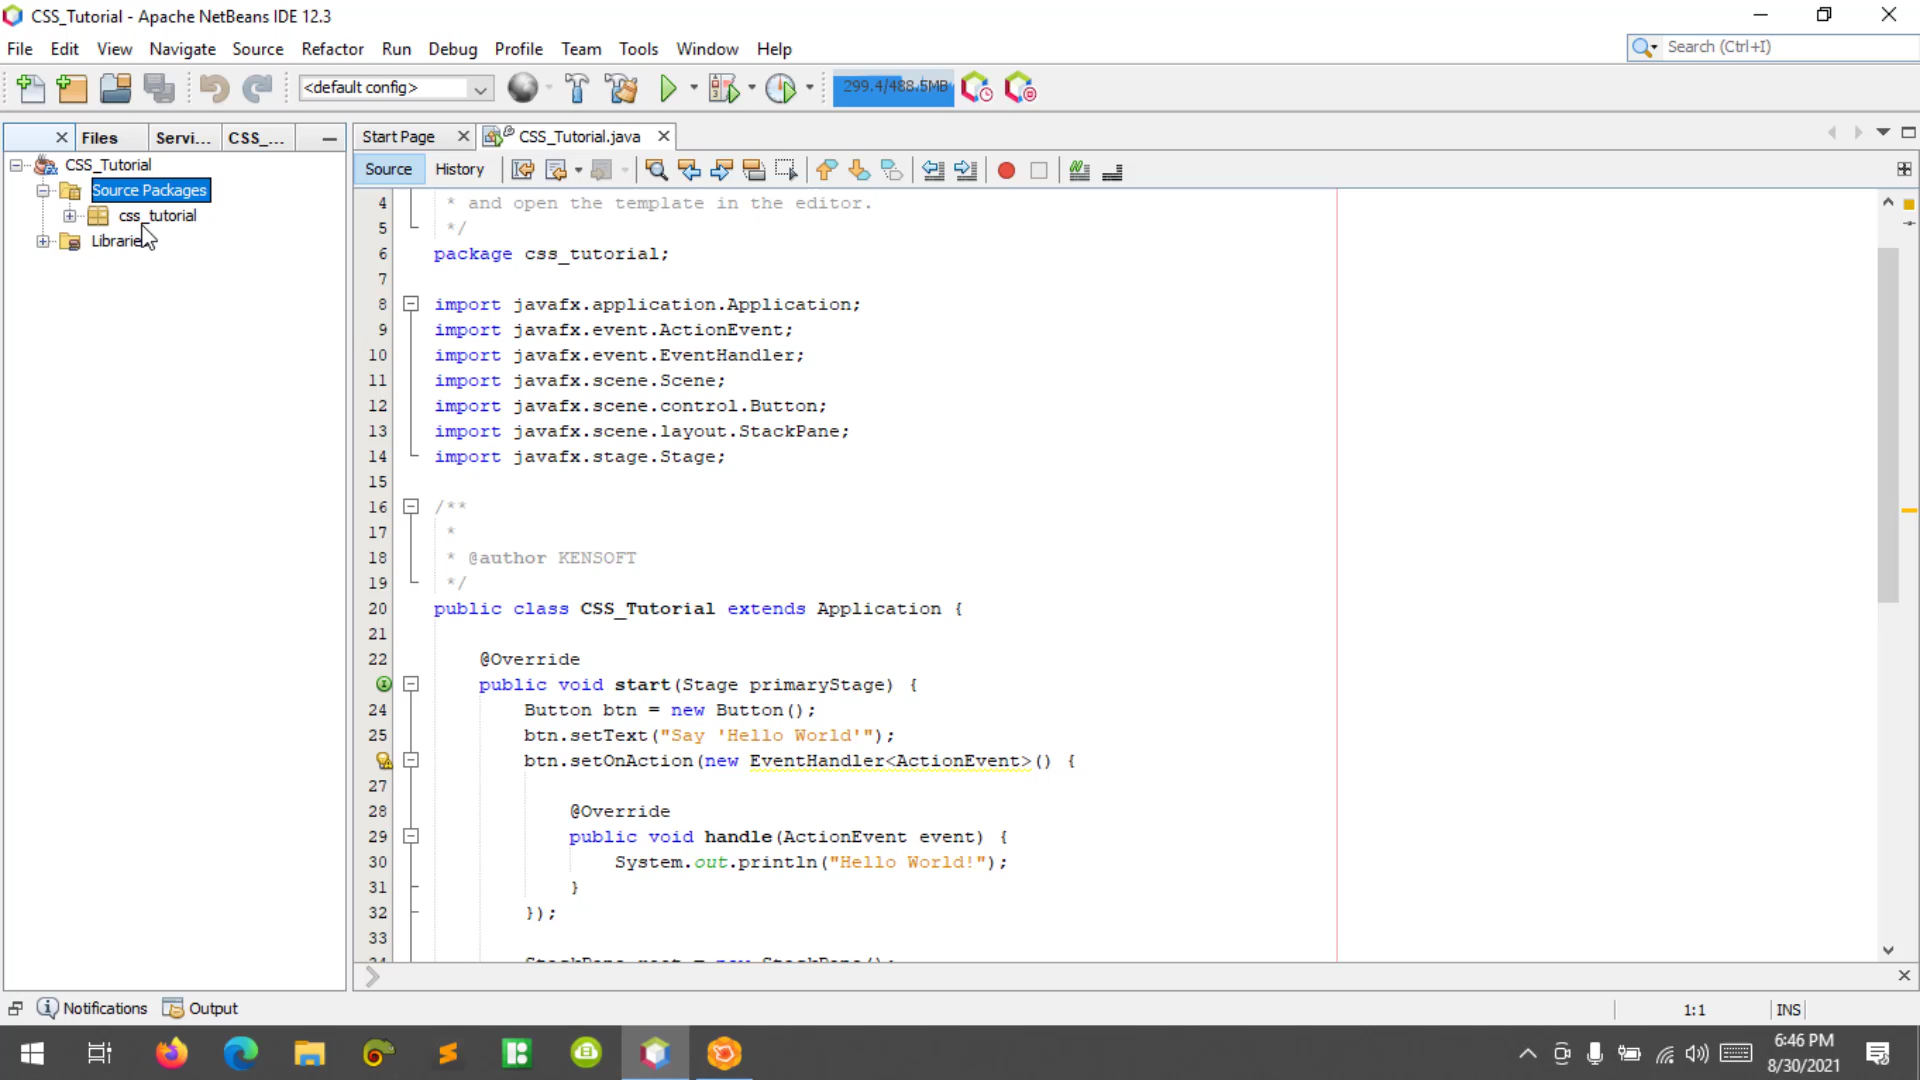 CSS_Tutorial - Apache NetBeans IDE 12.3
File Edit View Navigate Source Refactor Run Debug Profile Team Tools Window Help
Search (Ctrl+I)
<default config>
299.4/488.5MB
Files Servi... CSS_...
Start Page CSS_Tutorial.java
CSS_Tutorial
Source Packages
css_tutorial
Librarie
Source History
4 * and open the template in the editor.
5 */
6 package css_tutorial;
7
8 import javafx.application.Application;
9 import javafx.event.ActionEvent;
10 import javafx.event.EventHandler;
11 import javafx.scene.Scene;
12 import javafx.scene.control.Button;
13 import javafx.scene.layout.StackPane;
14 import javafx.stage.Stage;
15
16 /**
17 *
18 * @author KENSOFT
19 */
20 public class CSS_Tutorial extends Application {
21
22 @Override
public void start(Stage primaryStage) {
24 Button btn = new Button();
25 btn.setText("Say 'Hello World'");
btn.setOnAction(new EventHandler<ActionEvent>() {
27
28 @Override
29 public void handle(ActionEvent event) {
30 System.out.println("Hello World!");
31 }
32 });
33
Notifications Output
1:1 INS
6:46 PM
8/30/2021